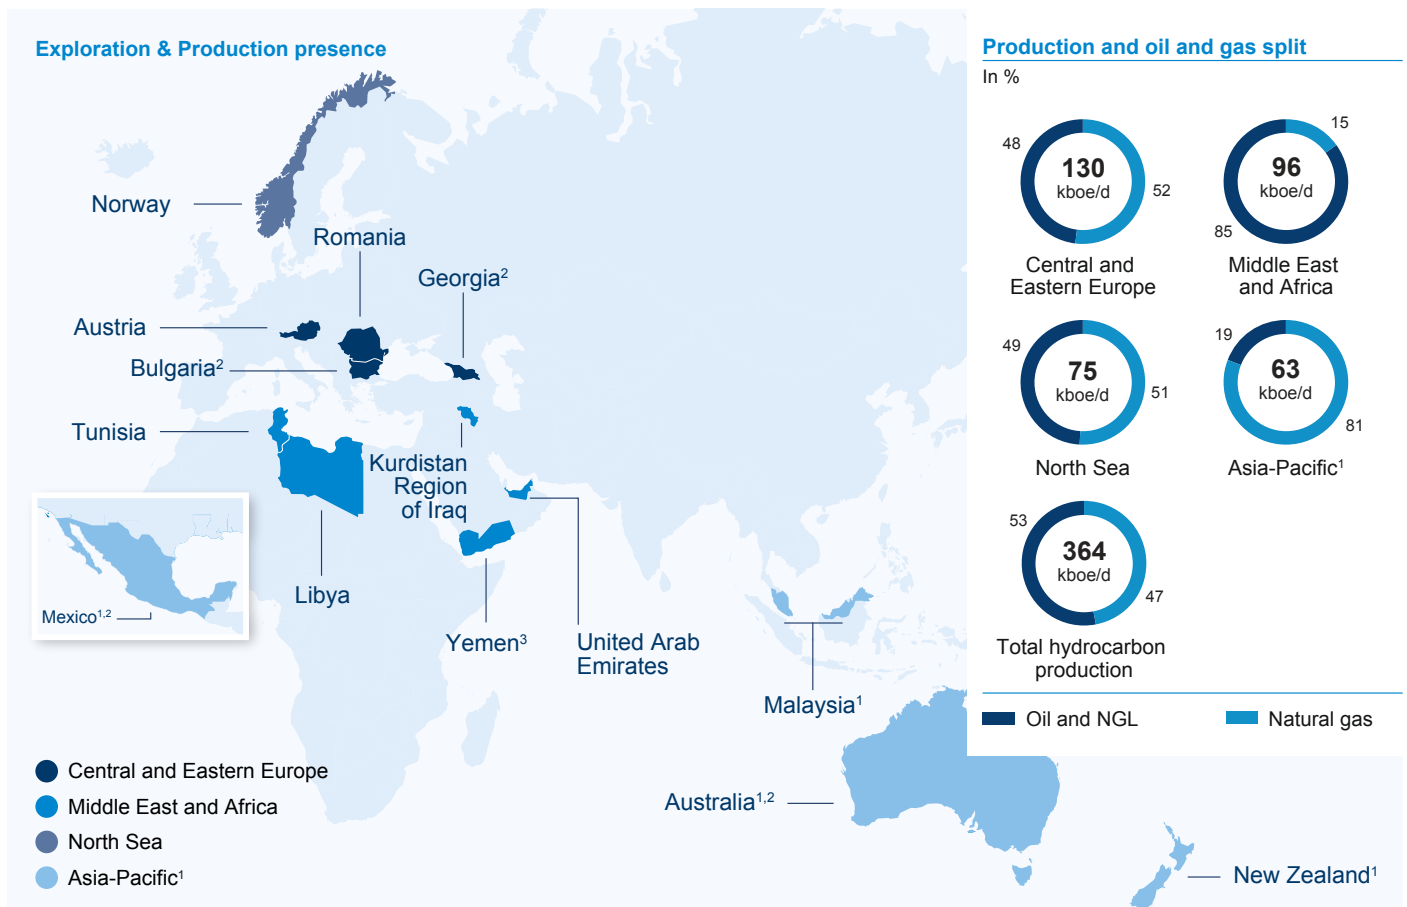 Exploration & Production presence
Norway
Romania
Georgia²
Austria
Bulgaria²
Tunisia
Kurdistan
Region
of Iraq
Mexico¹,²
Libya
Yemen³
United Arab
Emirates
Malaysia¹
Australia¹,²
New Zealand¹
Central and Eastern Europe
Middle East and Africa
North Sea
Asia-Pacific¹
Production and oil and gas split
In %
48
130
kboe/d
52
Central and
Eastern Europe
15
96
kboe/d
85
Middle East
and Africa
49
75
kboe/d
51
North Sea
19
63
kboe/d
81
Asia-Pacific¹
53
364
kboe/d
47
Total hydrocarbon
production
Oil and NGL
Natural gas